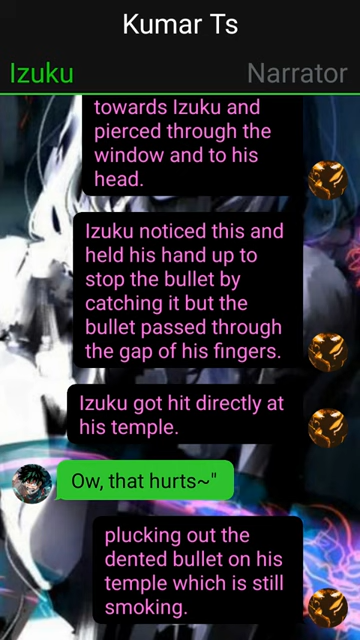 Kumar Ts
Izuku
Narrator
towards Izuku and
pierced through the
window and to his
head.
Izuku noticed this and
held his hand up to
stop the bullet by
catching it but the
bullet passed through
the gap of his fingers.
Izuku got hit directly at
his temple.
Ow, that hurts~"
plucking out the
dented bullet on his
temple which is still
smoking.